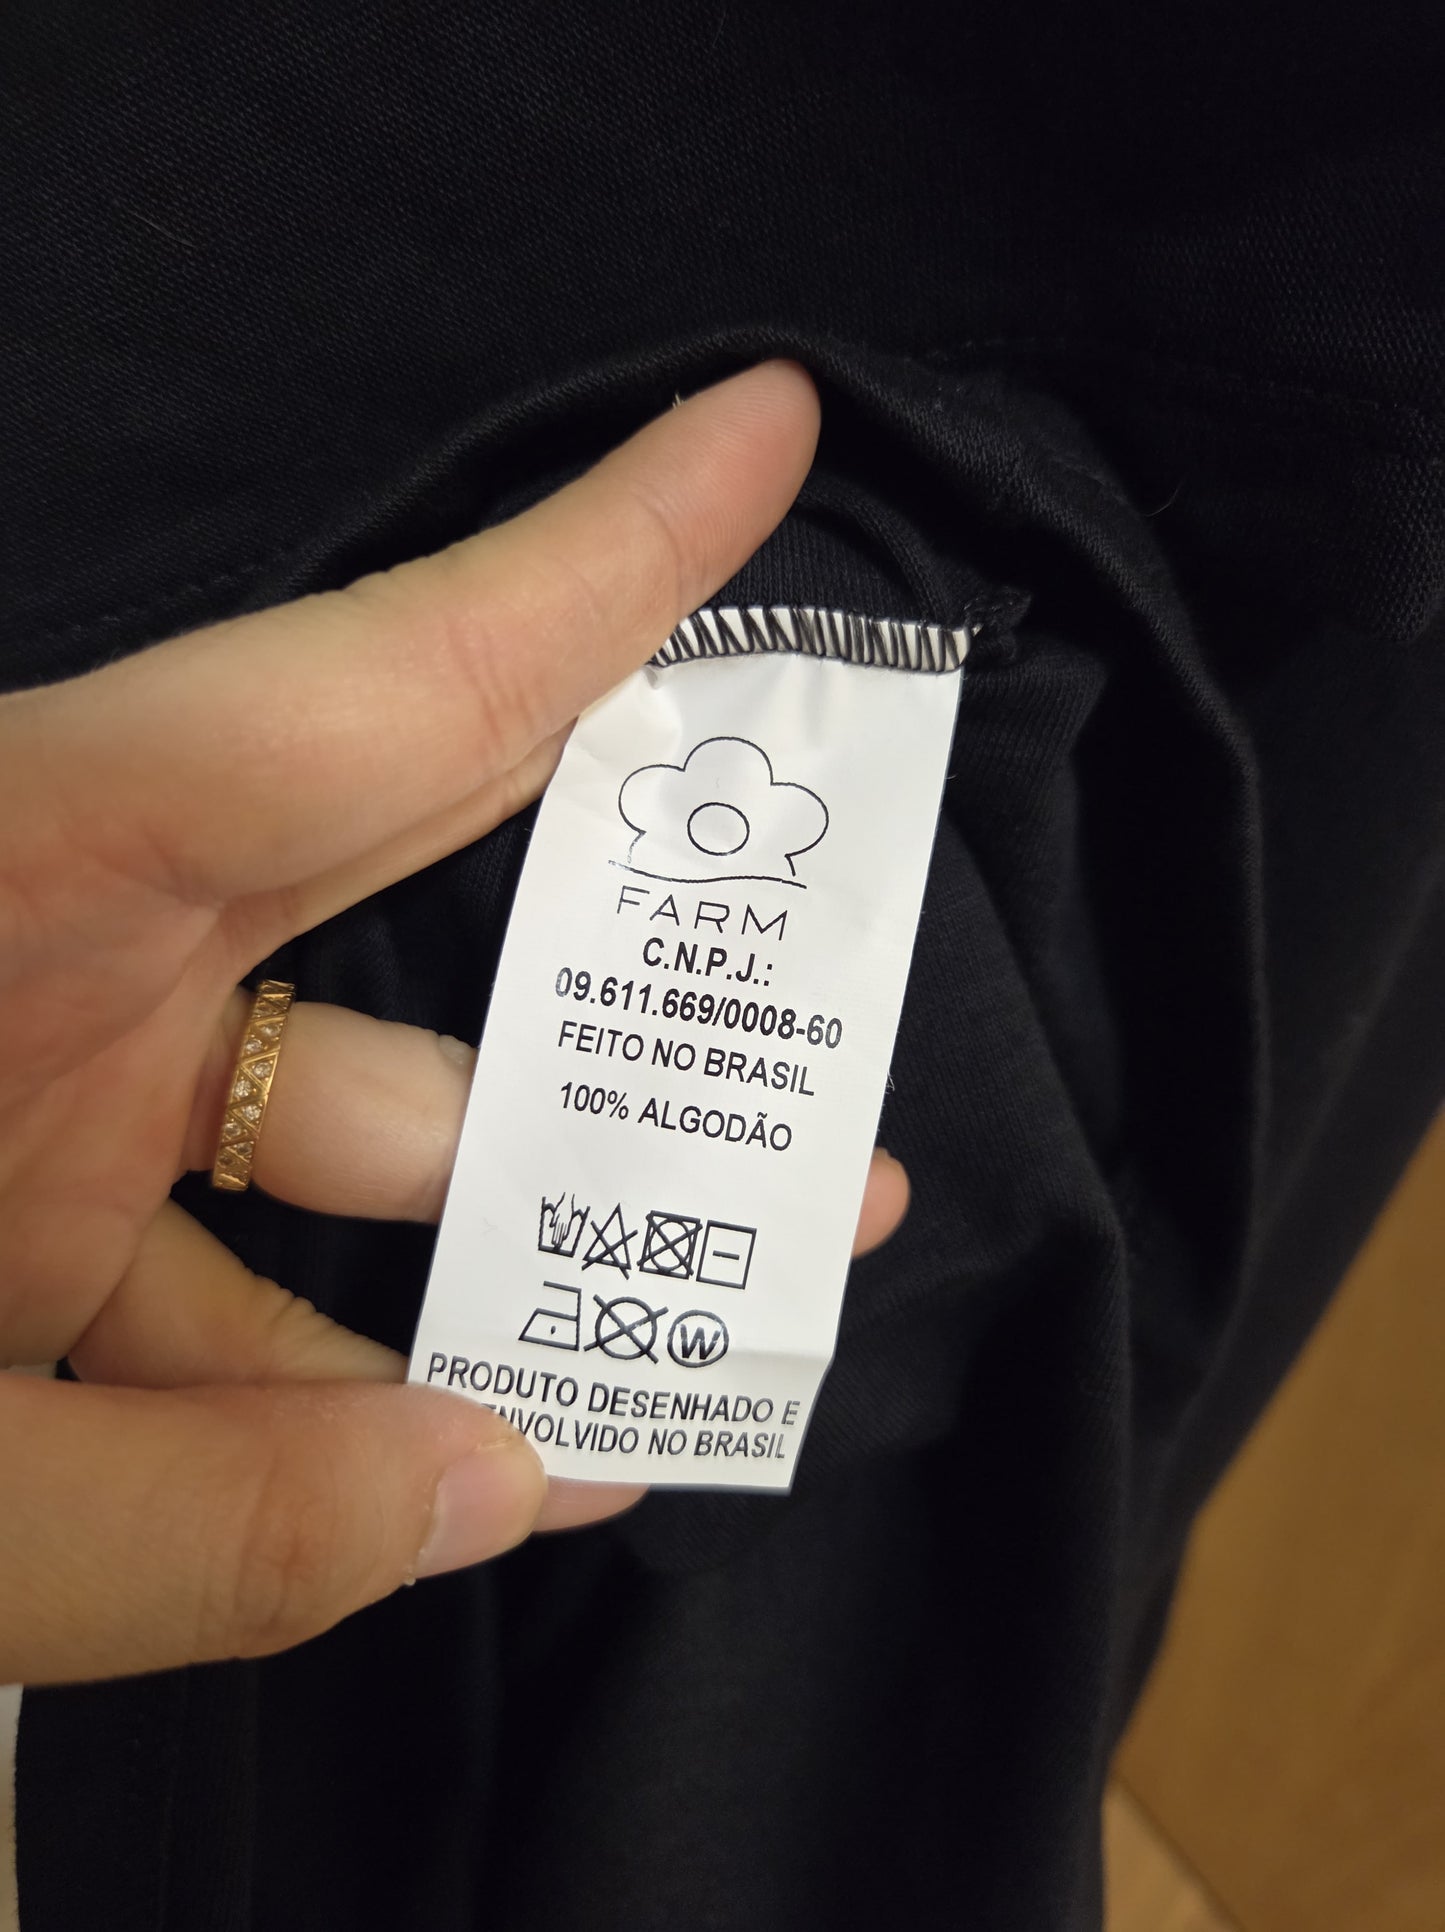 FARM
C.N.P.J.:
09.611.669/0008-60
FEITO NO BRASIL
100% ALGODÃO
W
PRODUTO DESENHADO E
NO BRASIL